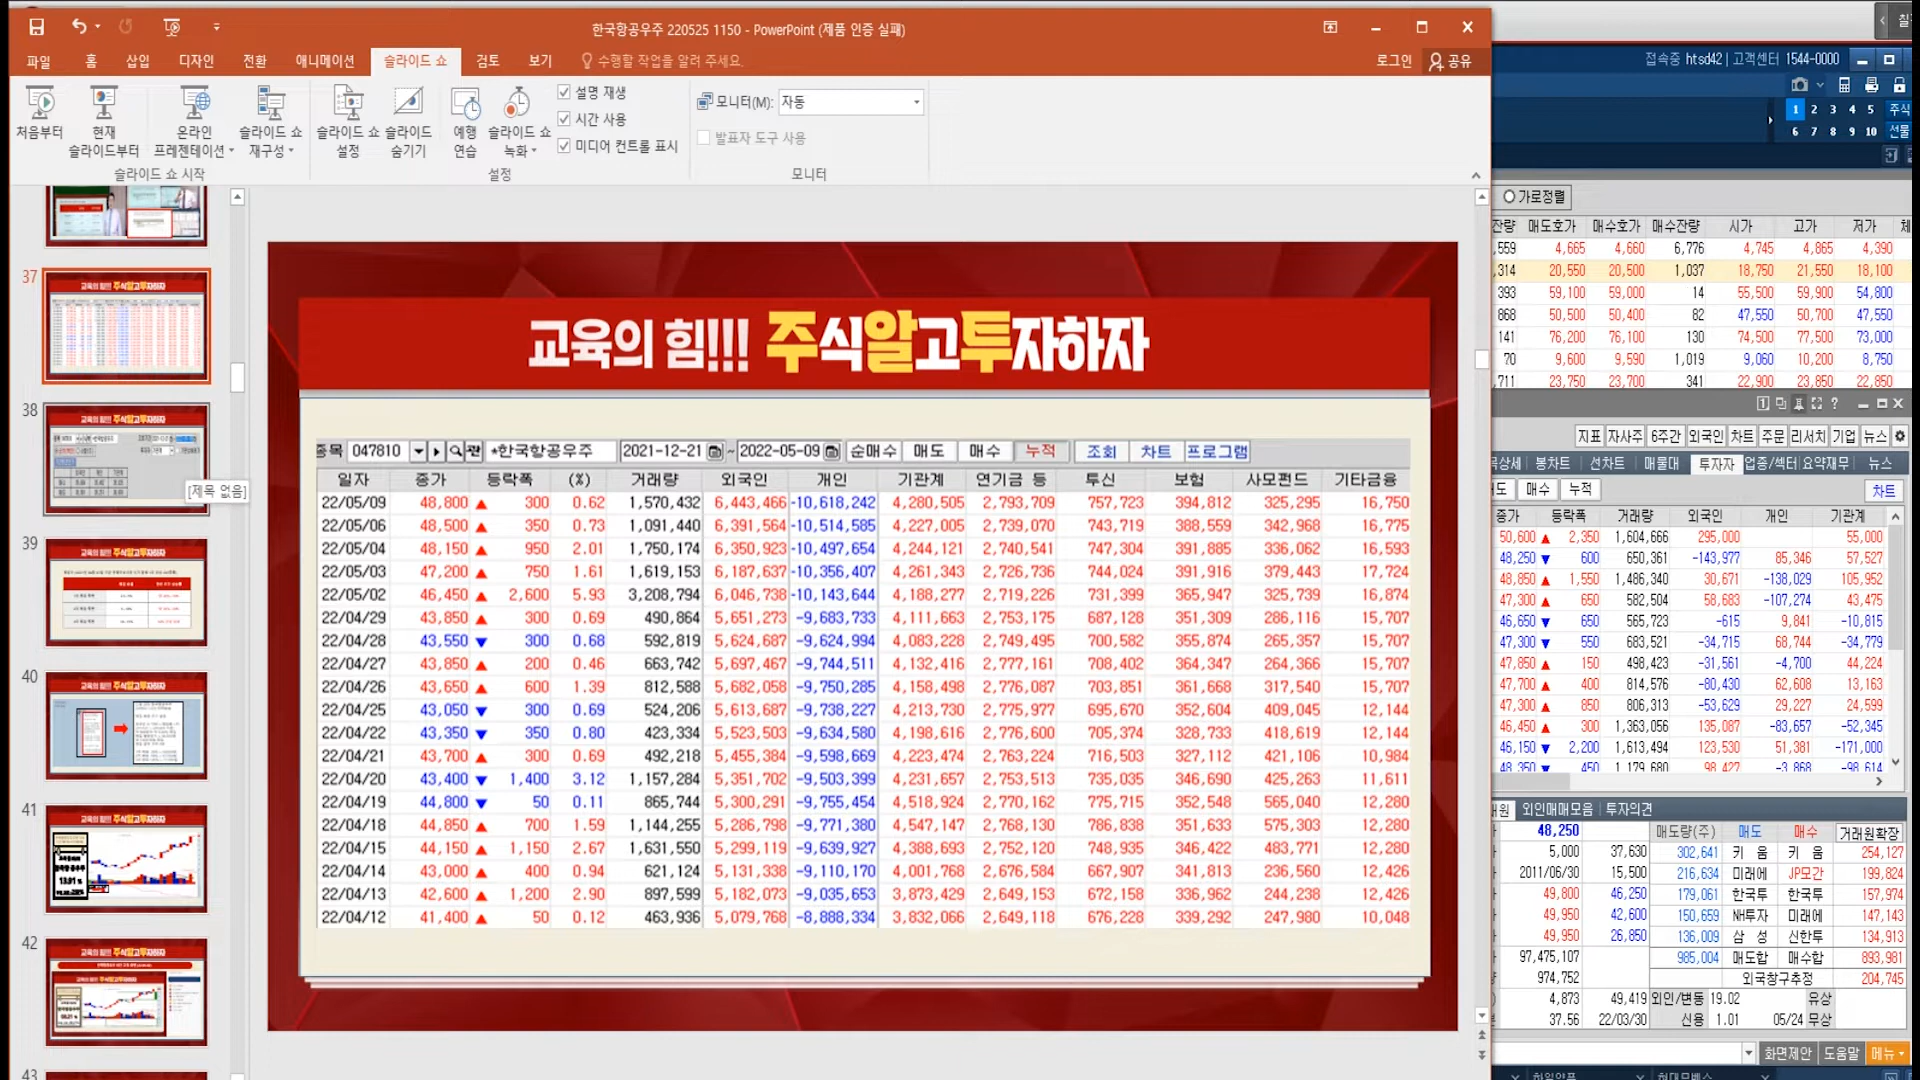 한국항공우주 220525 1150 - PowerPoint (제품 인증 실패)
파일 홈 삽입 디자인 전환 애니메이션 슬라이드 쇼 검토 보기 수행할 작업을 알려 주세요. 로그인 공유
처음부터 현재 슬라이드부터 온라인 프레젠테이션 슬라이드 쇼 재구성 슬라이드 쇼 설정 슬라이드 숨기기 예행 연습 슬라이드 쇼 녹화
설명 재생
시간 사용
미디어 컨트롤 표시
모니터(M): 자동
발표자 도구 사용
슬라이드 쇼 시작 설정 모니터
37
38
[제목 없음]
39
40
41
42
43
교육의 힘!!! 주식알고투자하자
종목 047810 *한국항공우주 2021-12-21 ~ 2022-05-09 순매수 매도 매수 누적 조회 차트 프로그램
일자 종가 등락폭 (%) 거래량 외국인 개인 기관계 연기금 등 투신 보험 사모펀드 기타금융
22/05/09 48,800 ▲ 300 0.62 1,570,432 6,443,466 -10,618,242 4,280,505 2,793,709 757,723 394,812 325,295 16,750
22/05/06 48,500 ▲ 350 0.73 1,091,440 6,391,564 -10,514,585 4,227,005 2,739,070 743,719 388,559 342,968 16,775
22/05/04 48,150 ▲ 950 2.01 1,750,174 6,350,923 -10,497,654 4,244,121 2,740,541 747,304 391,885 336,062 16,593
22/05/03 47,200 ▲ 750 1.61 1,619,153 6,187,637 -10,356,407 4,261,343 2,726,736 744,024 391,916 379,443 17,724
22/05/02 46,450 ▲ 2,600 5.93 3,208,794 6,046,738 -10,143,644 4,188,277 2,719,226 731,399 365,947 325,739 16,874
22/04/29 43,850 ▲ 300 0.69 490,864 5,651,273 -9,683,733 4,111,663 2,753,175 687,128 351,309 286,116 15,707
22/04/28 43,550 ▼ 300 0.68 592,819 5,624,687 -9,624,994 4,083,228 2,749,495 700,582 355,874 265,357 15,707
22/04/27 43,850 ▲ 200 0.46 663,742 5,697,467 -9,744,511 4,132,416 2,777,161 708,402 364,347 264,366 15,707
22/04/26 43,650 ▲ 600 1.39 812,588 5,682,058 -9,750,285 4,158,498 2,776,087 703,851 361,668 317,540 15,707
22/04/25 43,050 ▼ 300 0.69 524,206 5,613,687 -9,738,227 4,213,730 2,775,977 695,670 352,604 409,045 12,144
22/04/22 43,350 ▼ 350 0.80 423,334 5,523,503 -9,634,580 4,198,616 2,776,600 705,374 328,733 418,619 12,144
22/04/21 43,700 ▲ 300 0.69 492,218 5,455,384 -9,598,669 4,223,474 2,763,224 716,503 327,112 421,106 10,984
22/04/20 43,400 ▼ 1,400 3.12 1,157,284 5,351,702 -9,503,399 4,231,657 2,753,513 735,035 346,690 425,263 11,611
22/04/19 44,800 ▼ 50 0.11 865,744 5,300,291 -9,755,454 4,518,924 2,770,162 775,715 352,548 565,040 12,280
22/04/18 44,850 ▲ 700 1.59 1,144,255 5,286,798 -9,771,380 4,547,147 2,768,130 786,838 351,633 575,303 12,280
22/04/15 44,150 ▲ 1,150 2.67 1,631,550 5,299,119 -9,639,927 4,388,693 2,752,120 748,935 346,422 483,771 12,280
22/04/14 43,000 ▲ 400 0.94 621,124 5,131,338 -9,110,170 4,001,768 2,676,584 667,907 341,813 236,560 12,426
22/04/13 42,600 ▲ 1,200 2.90 897,599 5,182,073 -9,035,653 3,873,429 2,649,153 672,158 336,962 244,238 12,426
22/04/12 41,400 ▲ 50 0.12 463,936 5,079,768 -8,888,334 3,832,066 2,649,118 676,228 339,292 247,980 10,048
접속중 htsd42 | 고객센터 1544-0000
1 2 3 4 5 주식
6 7 8 9 10 선물
가로정렬
잔량 매도호가 매수호가 매수잔량 시가 고가 저가
,559 4,665 4,660 6,776 4,745 4,865 4,390
,314 20,550 20,500 1,037 18,750 21,550 18,100
393 59,100 59,000 14 55,500 59,900 54,800
868 50,500 50,400 82 47,550 50,700 47,550
141 76,200 76,100 130 74,500 77,500 73,000
70 9,600 9,590 1,019 9,060 10,200 8,750
,711 23,750 23,700 341 22,900 23,850 22,850
지표 자사주 6주간 외국인 차트 주문 리서치 기업 뉴스
봉차트 선차트 매물대 투자자 업종/섹터 요약재무 뉴스
매수 누적 차트
종가 등락폭 거래량 외국인 개인 기관계
50,600 ▲ 2,350 1,604,666 295,000 55,000
48,250 ▼ 600 650,361 -143,977 85,346 57,527
48,850 ▲ 1,550 1,486,340 30,671 -138,029 105,952
47,300 ▲ 650 582,504 58,683 -107,274 43,475
46,650 ▼ 650 565,723 -615 9,841 -10,815
47,300 ▼ 550 683,521 -34,715 68,744 -34,779
47,850 ▲ 150 498,423 -31,561 -4,700 44,224
47,700 ▲ 400 814,576 -80,430 62,608 13,163
47,300 ▲ 850 806,313 -53,629 29,227 24,599
46,450 ▲ 300 1,363,056 135,087 -83,657 -52,345
46,150 ▼ 2,200 1,613,494 123,530 51,381 -171,000
48,350 ▼ 450 1,179,680 98,427 -3,868 -98,614
외인매매모음 투자의견
48,250 매도량(주) 매도 매수 거래원확장
5,000 37,630 302,641 키 움 키 움 254,127
2011/06/30 15,500 216,634 미래에 JP모간 199,824
49,800 46,250 179,061 한국투 한국투 157,974
49,950 42,600 150,659 NH투자 미래에 147,143
49,950 26,850 136,009 삼 성 신한투 134,913
97,475,107 985,004 매도합 매수합 893,981
974,752 외국창구추정 204,745
4,873 49,419 외인/변동 19.02 유상
37.56 22/03/30 신용 1.01 05/24 무상
화면제안 도움말 메뉴